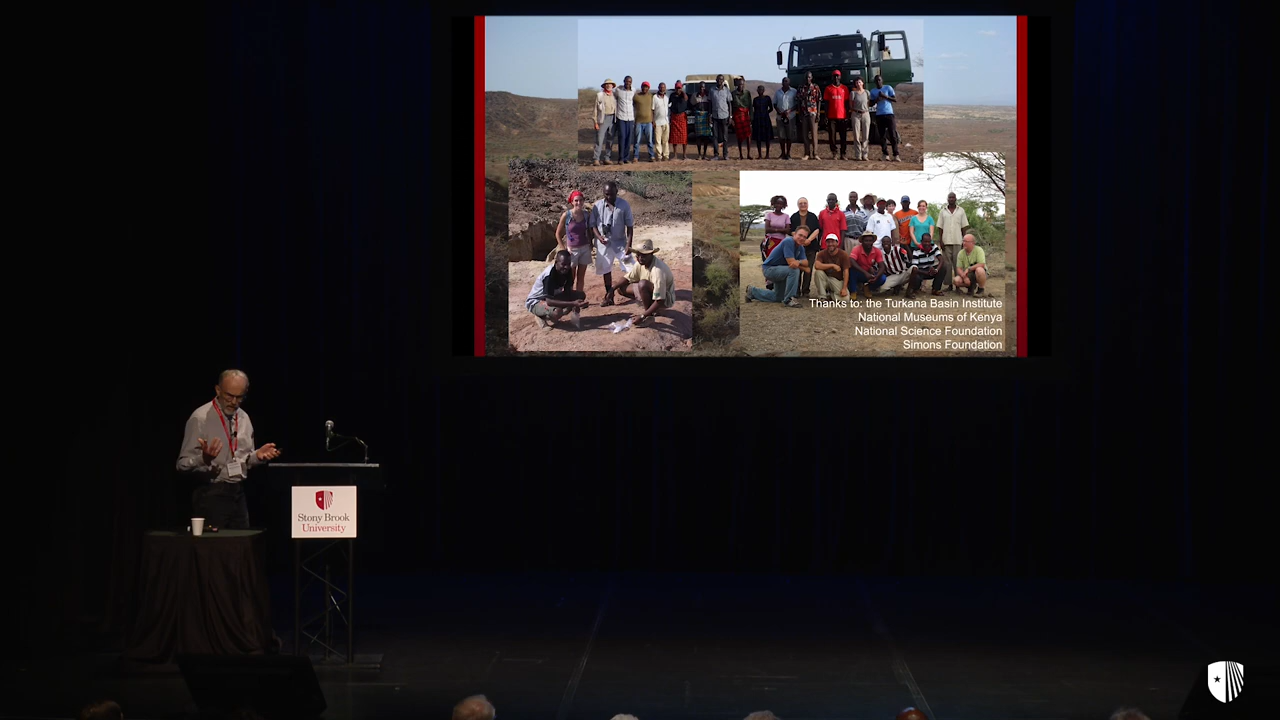 Thanks to: the Turkana Basin Institute
National Museums of Kenya
National Science Foundation
Simons Foundation
Stony Brook
University